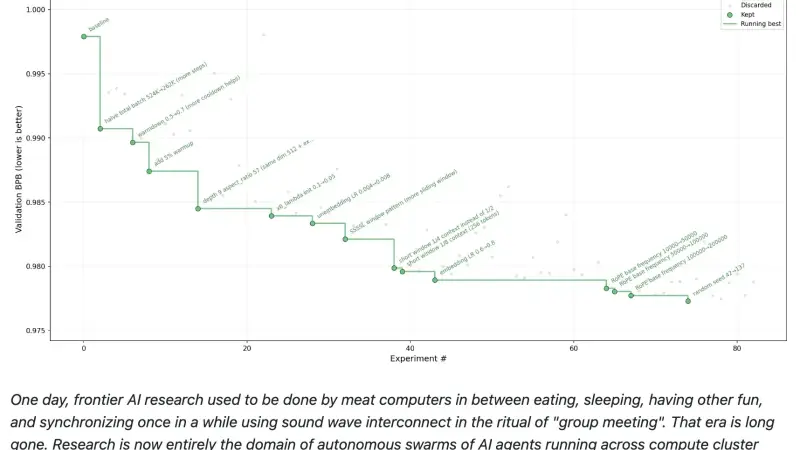 Discarded
Kept
Running best
1.000
0.995
0.990
0.985
0.980
0.975
Validation BPB (lower is better)
baseline
halve total batch 524K→262K (more steps)
warmdown 0.5→0.7 (more cooldown helps)
add 5% warmup
depth 9 aspect_ratio 57 (same dim 512 + ax...
x0_lambda init 0.1→0.05
unembedding LR 0.004→0.008
SSSSL window pattern (more sliding window)
short window 1/4 context instead of 1/2
short window 1/8 context (256 tokens)
embedding LR 0.6→0.8
RoPE base frequency 10000→50000
RoPE base frequency 50000→100000
RoPE base frequency 100000→200000
random seed 42→137
0
20
40
60
80
Experiment #
One day, frontier AI research used to be done by meat computers in between eating, sleeping, having other fun,
and synchronizing once in a while using sound wave interconnect in the ritual of "group meeting". That era is long
gone. Research is now entirely the domain of autonomous swarms of AI agents running across compute cluster